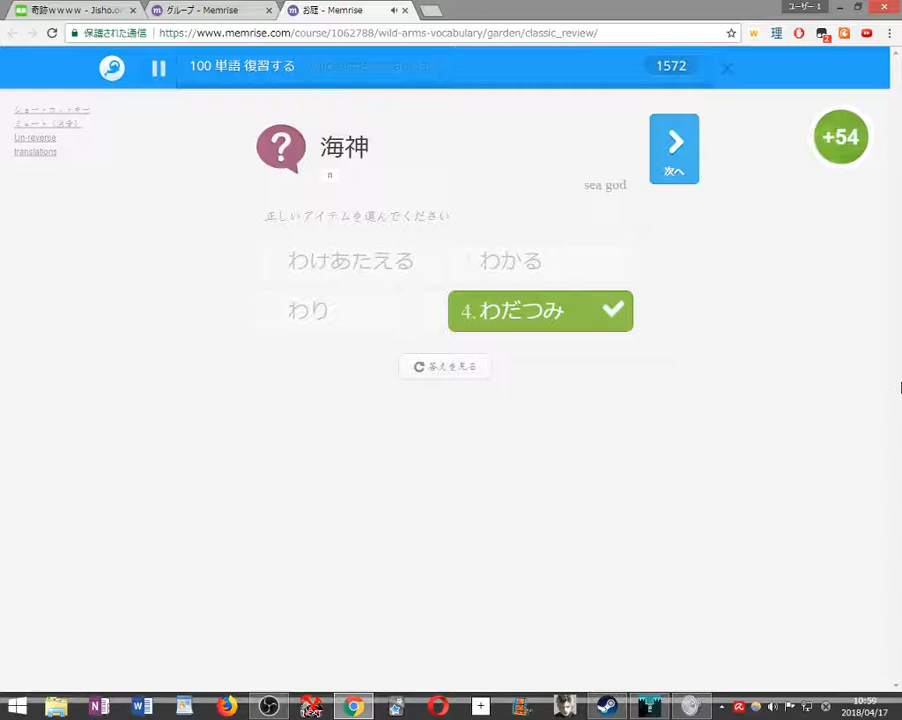 奇跡ｗｗｗｗ - Jisho.o
グループ - Memrise
お庭 - Memrise
ユーザー 1
保護された通信
https://www.memrise.com/course/1062788/wild-arms-vocabulary/garden/classic_review/
100 単語 復習する
1572
Un-reverse
translations
海神
n
次へ
+54
sea god
正しいアイテムを選んでください
わけあたえる
わかる
わり
4.わだつみ
答えを見る
10:59
2018/04/17